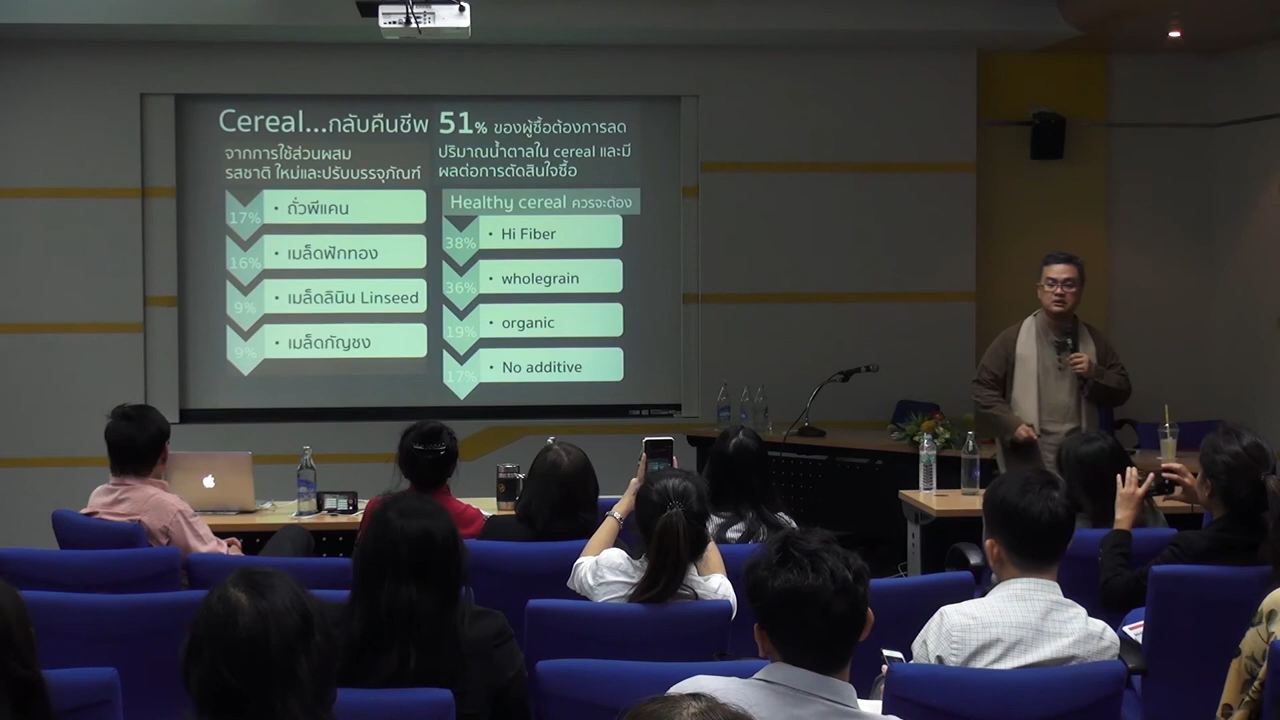 Cereal...กลับคืนชีพ
จากการใช้ส่วนผสม
รสชาติ ใหม่และปรับบรรจุภัณฑ์
17% • ถั่วพีแคน
16% • เมล็ดฟักทอง
9% • เมล็ดลินิน Linseed
9% • เมล็ดกัญชง
51% ของผู้ซื้อต้องการลด
ปริมาณน้ำตาลใน cereal และมี
ผลต่อการตัดสินใจซื้อ
Healthy cereal ควรจะต้อง
38% • Hi Fiber
36% • wholegrain
19% • organic
17% • No additive